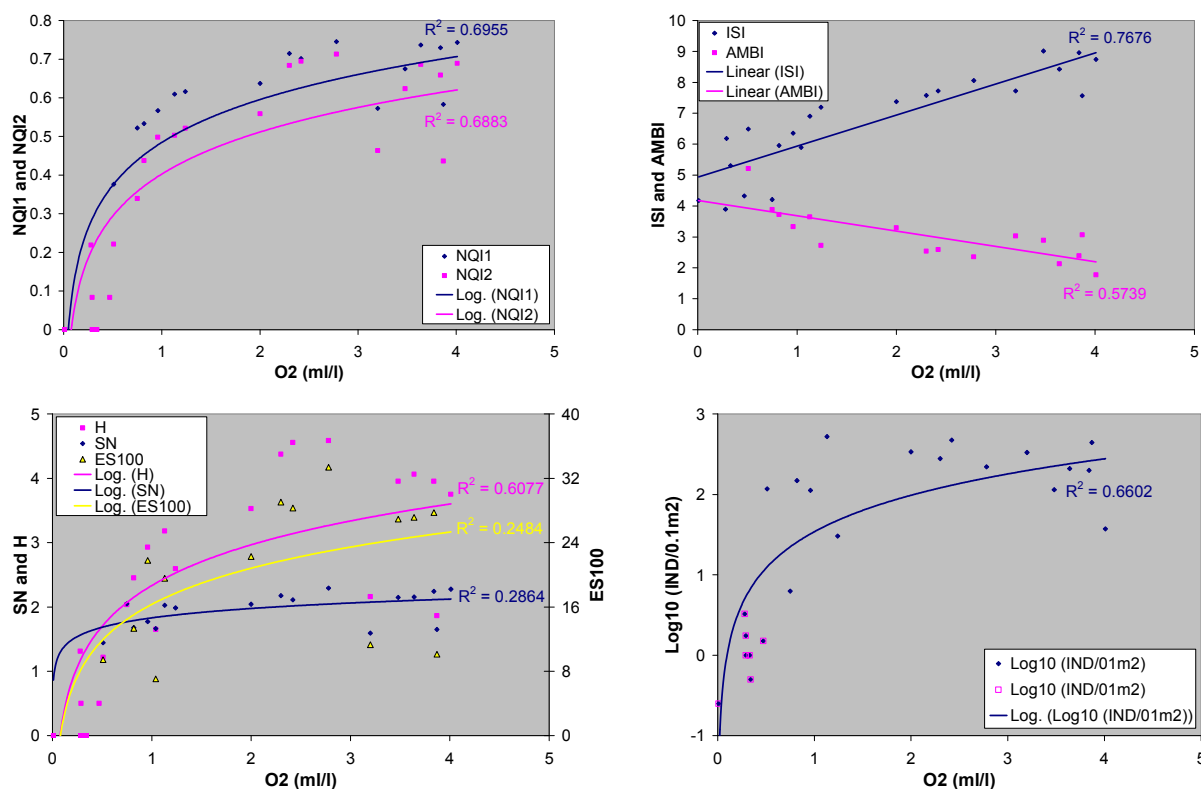 NQI1 and NQI2
0.8
0.7
0.6
0.5
0.4
0.3
0.2
0.1
0
R² = 0.6955
R² = 0.6883
NQI1
NQI2
Log. (NQI1)
Log. (NQI2)
0 1 2 3 4 5
O2 (ml/l)
ISI and AMBI
10
9
8
7
6
5
4
3
2
1
0
ISI
AMBI
Linear (ISI)
Linear (AMBI)
R² = 0.7676
R² = 0.5739
0 1 2 3 4 5
O2 (ml/l)
SN and H
5
4
3
2
1
0
H
SN
ES100
Log. (H)
Log. (SN)
Log. (ES100)
R² = 0.6077
R² = 0.2484
R² = 0.2864
40
32
24
16
8
0
ES100
0 1 2 3 4 5
O2 (ml/l)
Log10 (IND/0.1m2)
3
2
1
0
-1
R² = 0.6602
Log10 (IND/01m2)
Log10 (IND/01m2)
Log. (Log10 (IND/01m2))
0 1 2 3 4 5
O2 (ml/l)